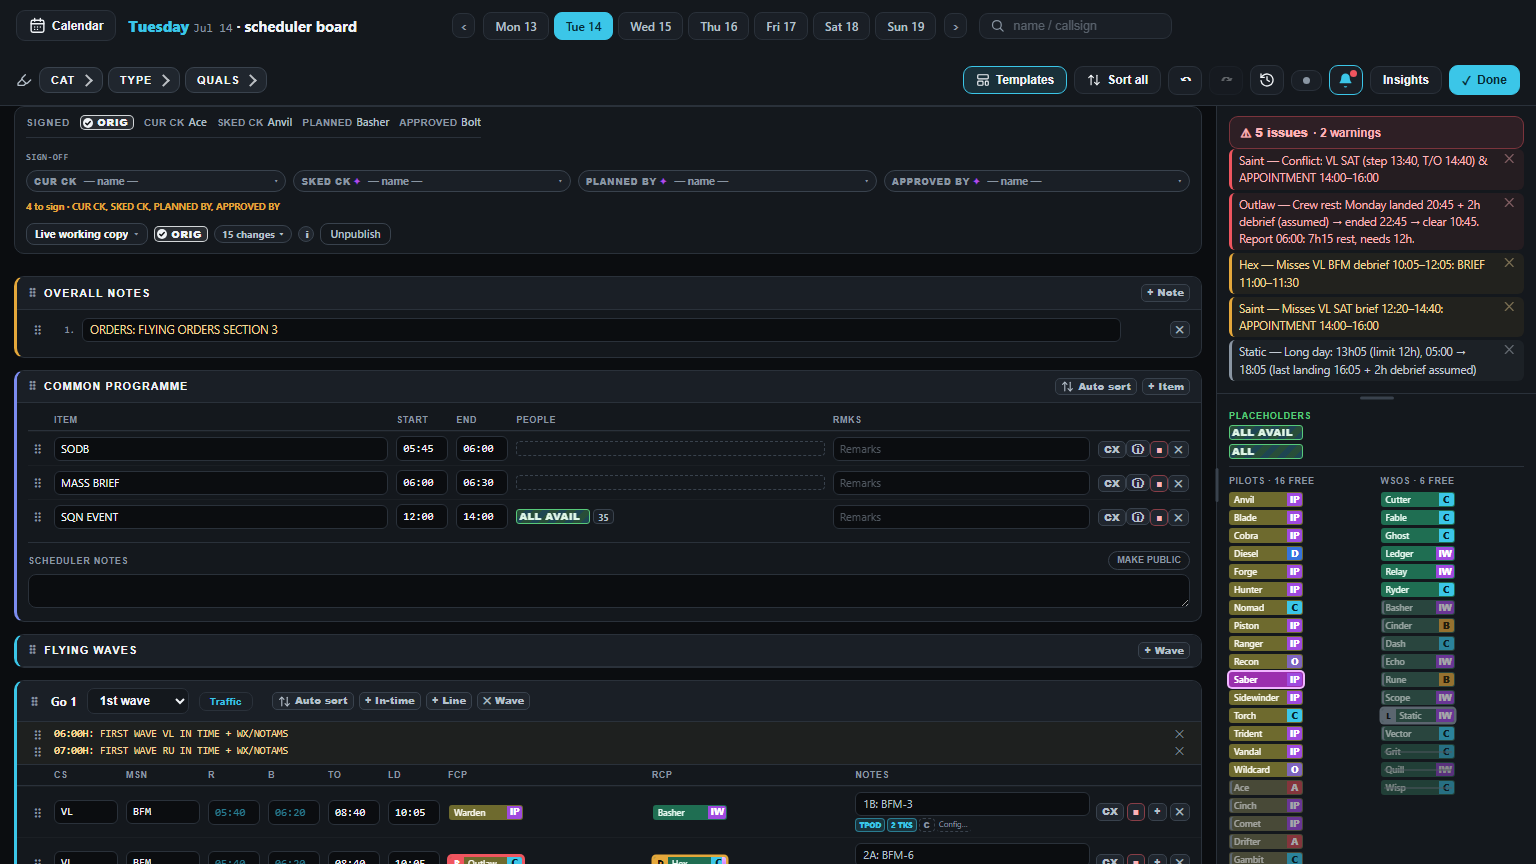 Calendar
Tuesday Jul 14 · scheduler board
Mon 13
Tue 14
Wed 15
Thu 16
Fri 17
Sat 18
Sun 19
name / callsign
CAT
TYPE
QUALS
Templates
Sort all
Insights
✓ Done
SIGNED ORIG CUR CK Ace SKED CK Anvil PLANNED Basher APPROVED Bolt
SIGN-OFF
CUR CK — name —
SKED CK — name —
PLANNED BY — name —
APPROVED BY — name —
4 to sign · CUR CK, SKED CK, PLANNED BY, APPROVED BY
Live working copy
ORIG
15 changes
i
Unpublish
OVERALL NOTES
+ Note
1. ORDERS: FLYING ORDERS SECTION 3
COMMON PROGRAMME
Auto sort
+ Item
ITEM START END PEOPLE RMKS
SODB 05:45 06:00 Remarks CX
MASS BRIEF 06:00 06:30 Remarks CX
SQN EVENT 12:00 14:00 ALL AVAIL 35 Remarks CX
SCHEDULER NOTES
MAKE PUBLIC
FLYING WAVES
+ Wave
Go 1 1st wave Traffic Auto sort + In-time + Line X Wave
06:00H: FIRST WAVE VL IN TIME + WX/NOTAMS
07:00H: FIRST WAVE RU IN TIME + WX/NOTAMS
CS MSN R B TO LD FCP RCP NOTES
VL BFM 05:40 06:20 08:40 10:05 Warden IP Basher IW 1B: BFM-3 CX
TPOD 2 TKS C Config...
VL BFM 05:40 06:20 08:40 10:05 Outlaw C Hex 2A: BFM-6 CX
5 issues · 2 warnings
Saint — Conflict: VL SAT (step 13:40, T/O 14:40) &
APPOINTMENT 14:00–16:00
Outlaw — Crew rest: Monday landed 20:45 + 2h
debrief (assumed) → ended 22:45 → clear 10:45.
Report 06:00: 7h15 rest, needs 12h.
Hex — Misses VL BFM debrief 10:05–12:05: BRIEF
11:00–11:30
Saint — Misses VL SAT brief 12:20–14:40:
APPOINTMENT 14:00–16:00
Static — Long day: 13h05 (limit 12h), 05:00 →
18:05 (last landing 16:05 + 2h debrief assumed)
PLACEHOLDERS
ALL AVAIL
ALL
PILOTS · 16 FREE
Anvil IP
Blade IP
Cobra IP
Diesel D
Forge IP
Hunter IP
Nomad C
Piston IP
Ranger IP
Recon O
Saber IP
Sidewinder IP
Torch C
Trident IP
Vandal IP
Wildcard O
Ace A
Cinch IP
Comet IP
Drifter A
Gambit C
WSOS · 6 FREE
Cutter C
Fable C
Ghost C
Ledger IW
Relay IW
Ryder C
Basher IW
Cinder B
Dash C
Echo IW
Rune B
Scope IW
L Static IW
Vector C
Grit C
Quill IW
Wisp C